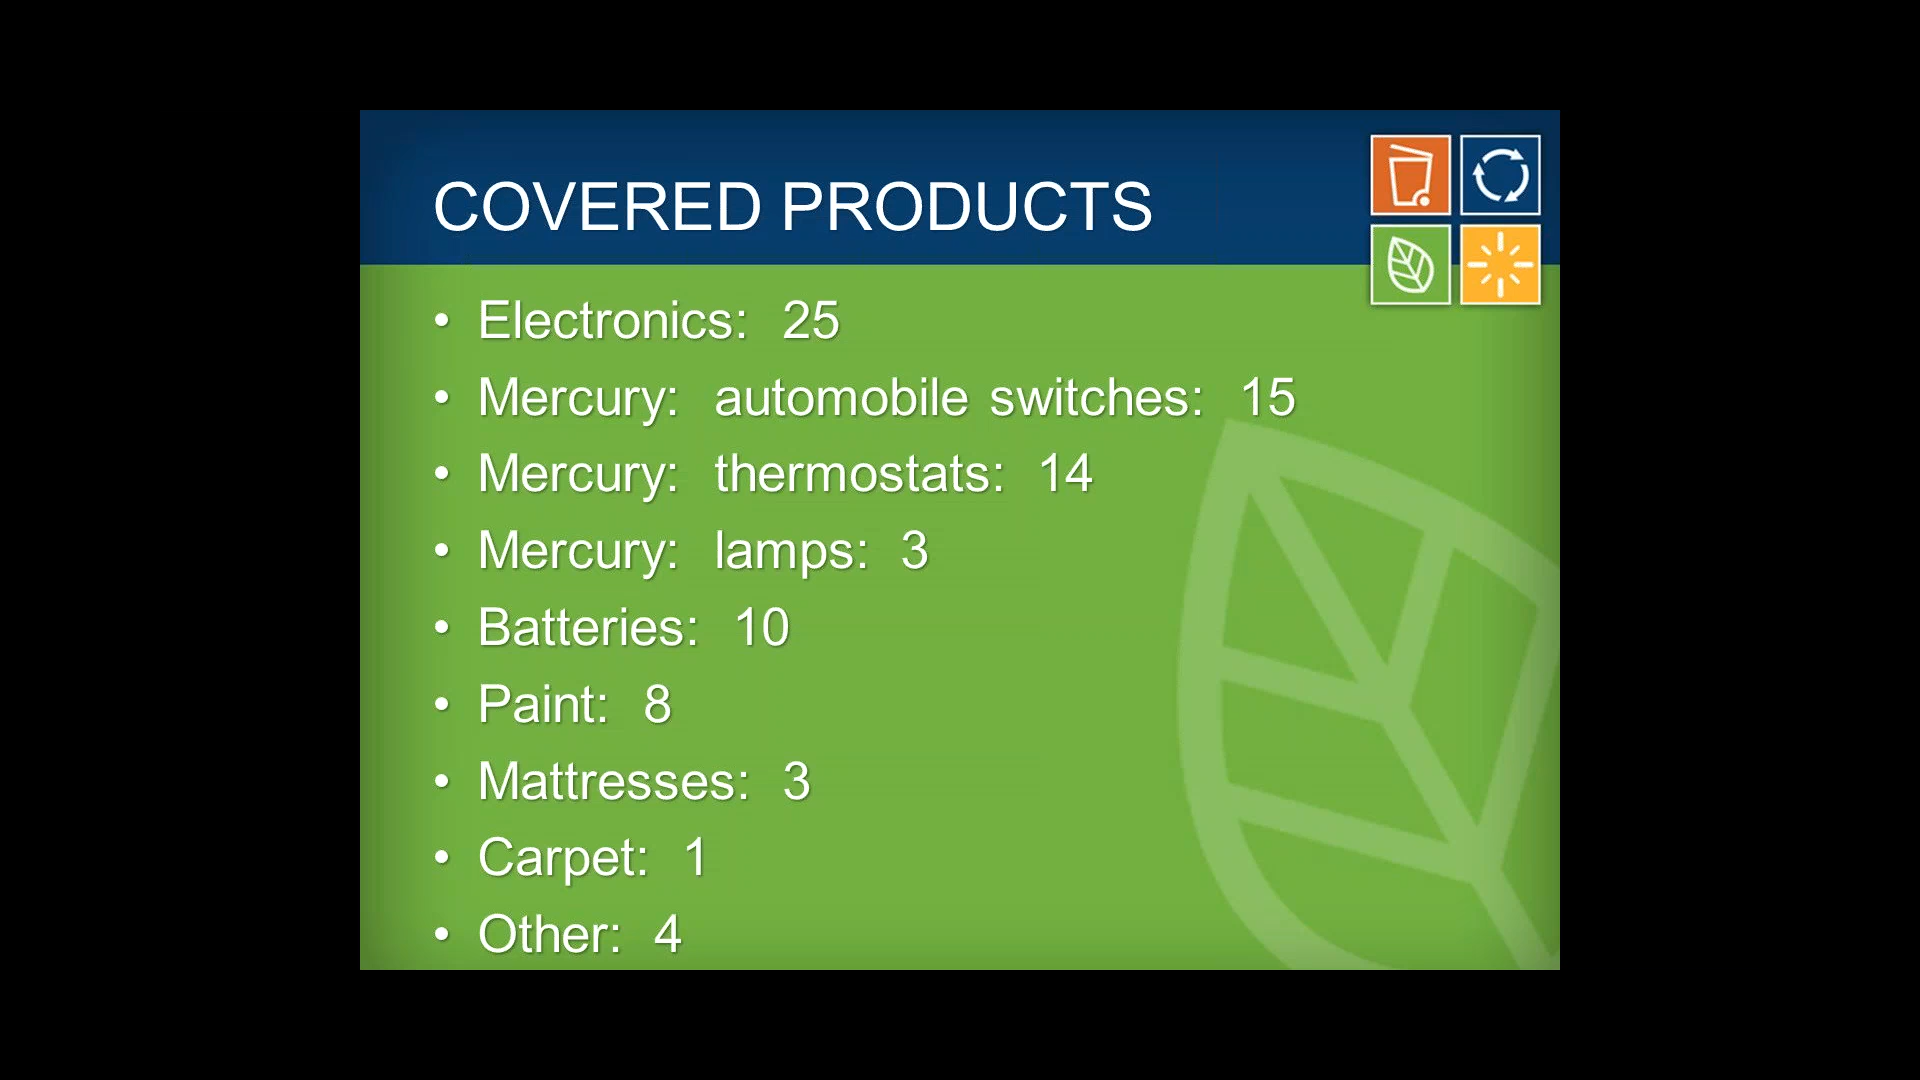 COVERED PRODUCTS
• Electronics: 25
• Mercury: automobile switches: 15
• Mercury: thermostats: 14
• Mercury: lamps: 3
• Batteries: 10
• Paint: 8
• Mattresses: 3
• Carpet: 1
• Other: 4